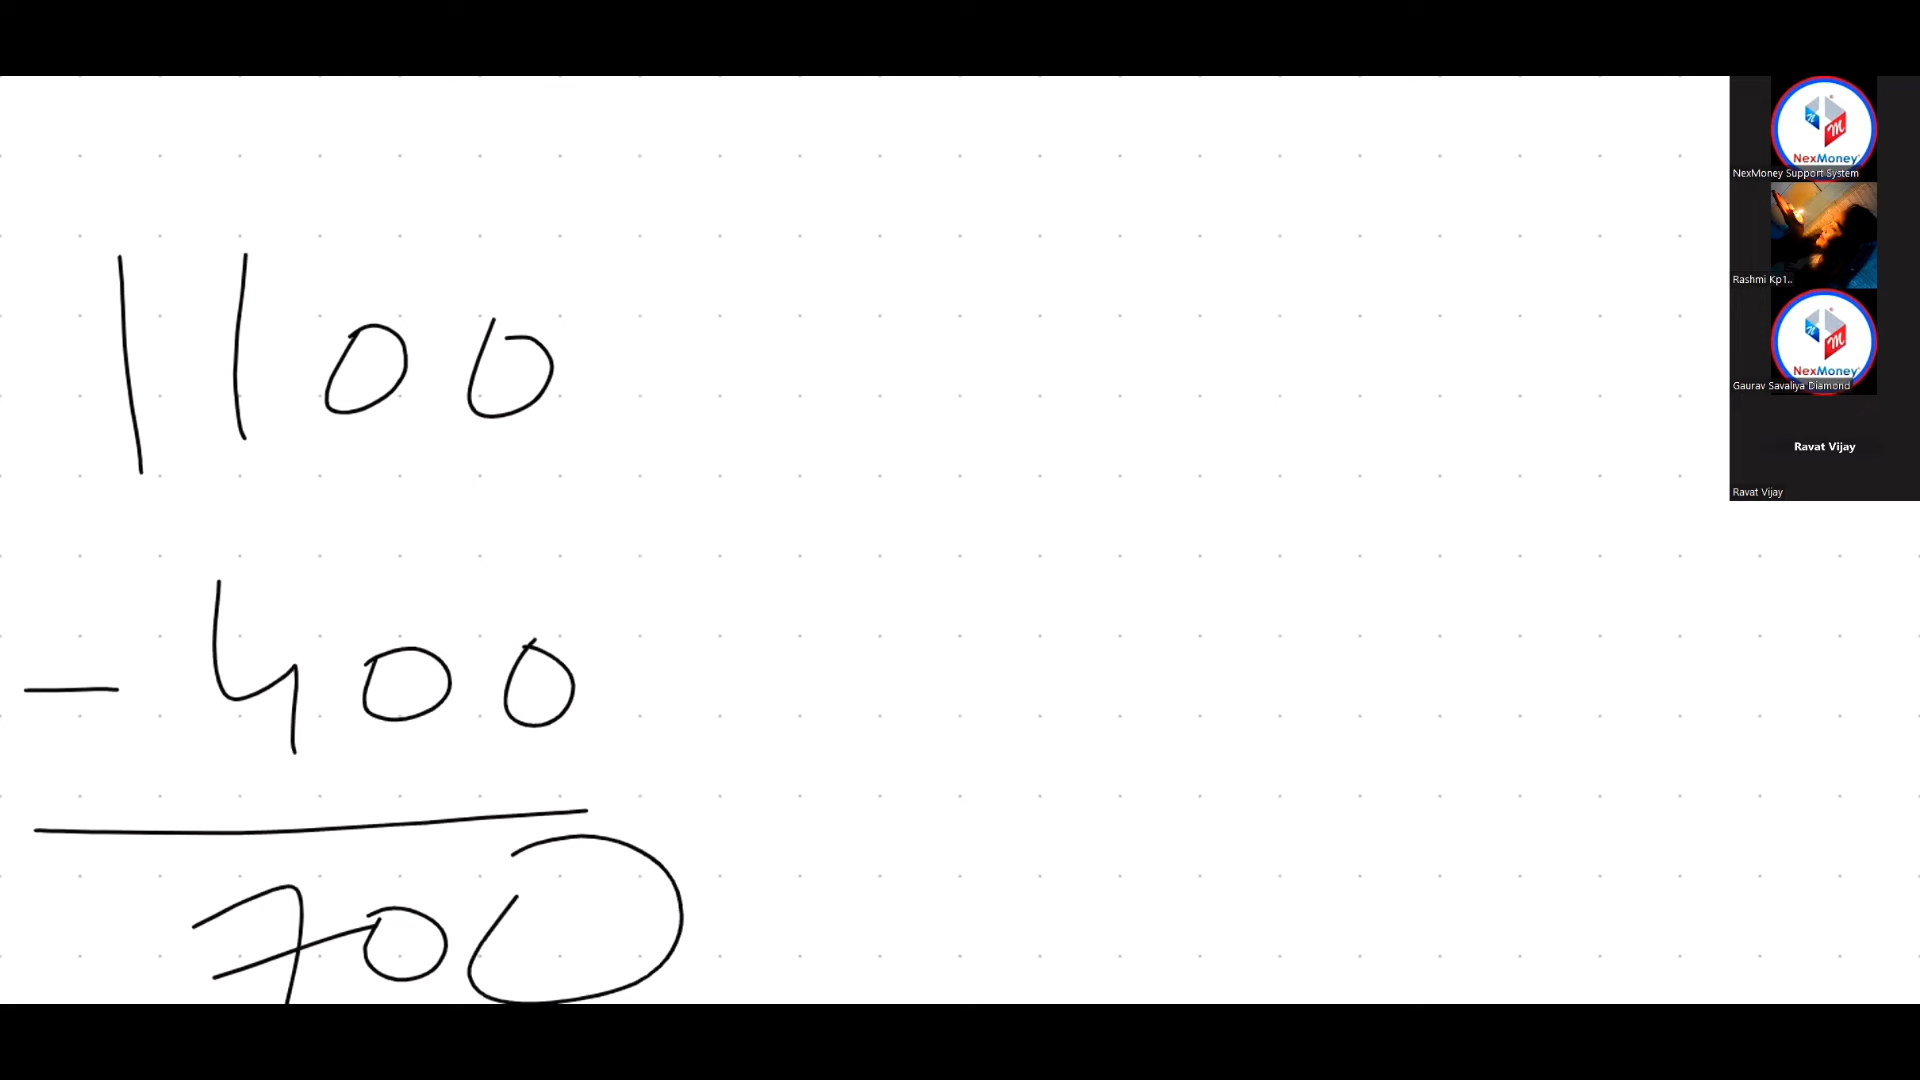 1100
- 400
700
NexMoney
NexMoney Support System
Rashmi Kp1..
NexMoney
Gaurav Savaliya Diamond
Ravat Vijay
Ravat Vijay